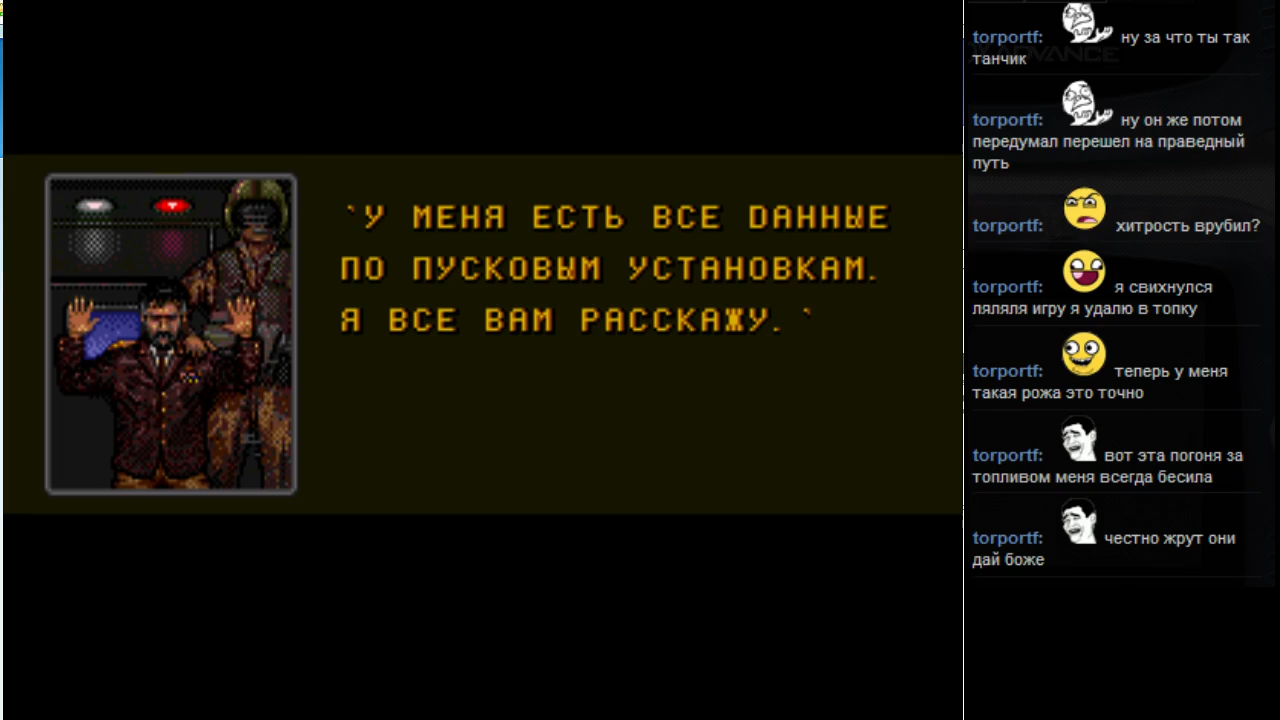 `У МЕНЯ ЕСТЬ ВСЕ DАННЫЕ
ПО ПУСКОВЫМ УСТАНОВКАМ.
Я ВСЕ ВАМ РАССКАЖУ.`
torportf: ну за что ты так
танчик
ADVANCE
torportf: ну он же потом
передумал перешел на праведный
путь
torportf: хитрость врубил?
torportf: я свихнулся
ляляля игру я удалю в топку
torportf: теперь у меня
такая рожа это точно
torportf: вот эта погоня за
топливом меня всегда бесила
torportf: честно жрут они
дай боже